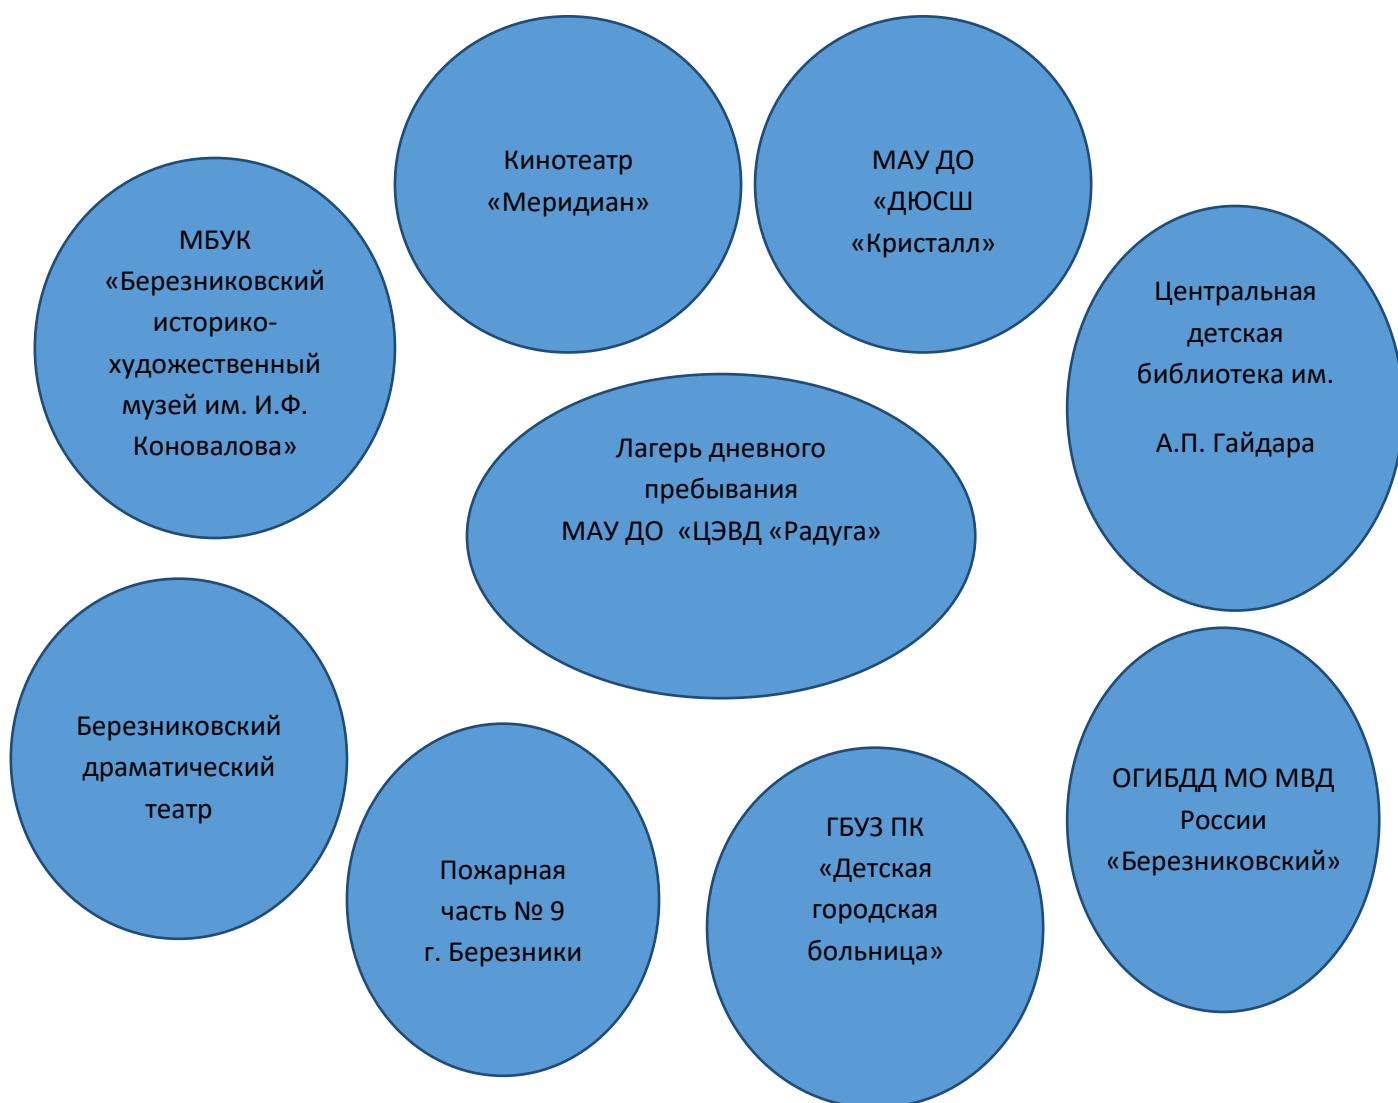 Кинотеатр
«Меридиан»
МАУ ДО
«ДЮСШ
«Кристалл»
МБУК
«Березниковский
историко-
художественный
музей им. И.Ф.
Коновалова»
Центральная
детская
библиотека им.
А.П. Гайдара
Лагерь дневного
пребывания
МАУ ДО «ЦЭВД «Радуга»
Березниковский
драматический
театр
Пожарная
часть № 9
г. Березники
ГБУЗ ПК
«Детская
городская
больница»
ОГИБДД МО МВД
России
«Березниковский»